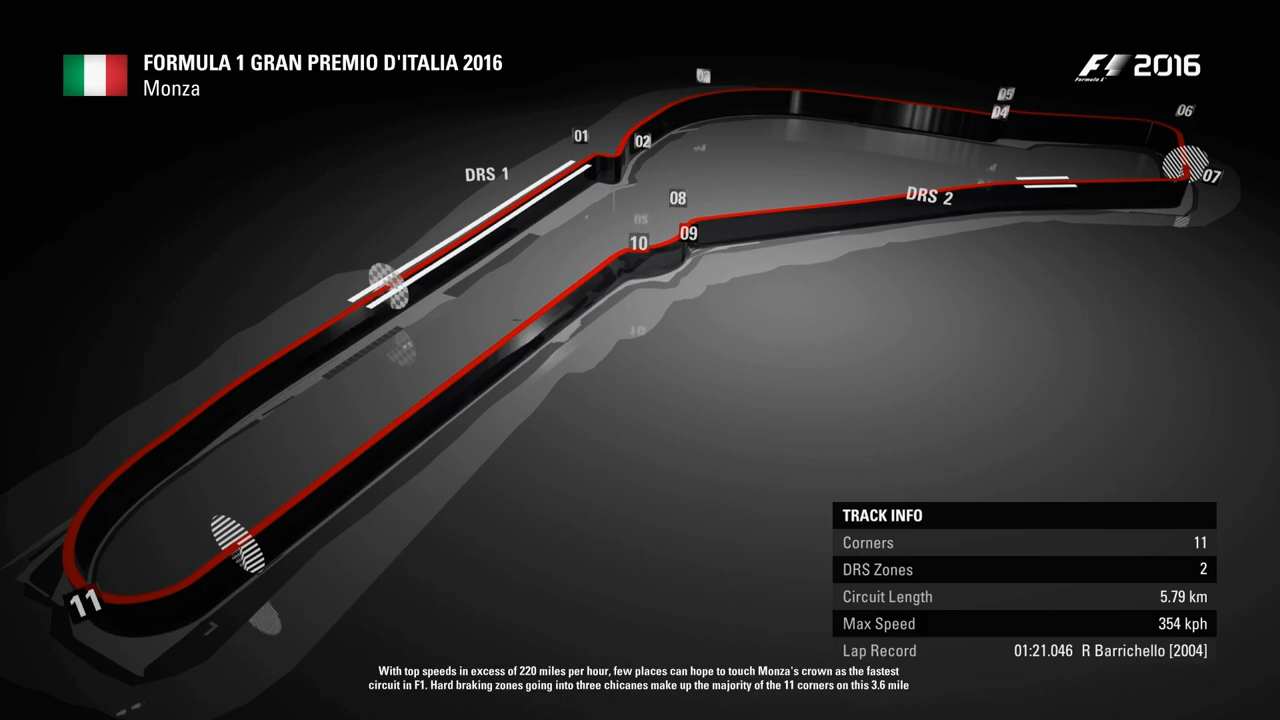 FORMULA 1 GRAN PREMIO D'ITALIA 2016
Monza
F1 2016
Formula 1
03
05
04
06
01
02
DRS 1
07
08
DRS 2
09
10
11
TRACK INFO
Corners 11
DRS Zones 2
Circuit Length 5.79 km
Max Speed 354 kph
Lap Record 01:21.046 R Barrichello [2004]
With top speeds in excess of 220 miles per hour, few places can hope to touch Monza's crown as the fastest
circuit in F1. Hard braking zones going into three chicanes make up the majority of the 11 corners on this 3.6 mile